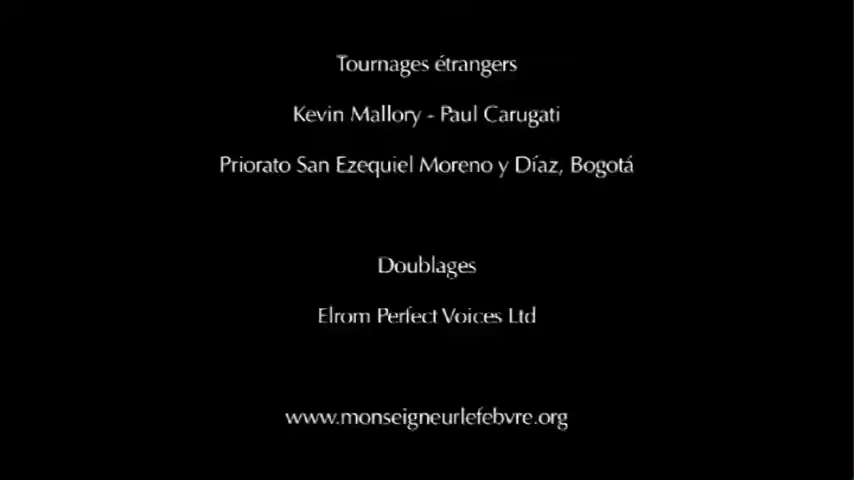 Tournages étrangers
Kevin Mallory - Paul Carugati
Priorato San Ezequiel Moreno y Díaz, Bogotá
Doublages
Elrom Perfect Voices Ltd
www.monseigneurlefebvre.org